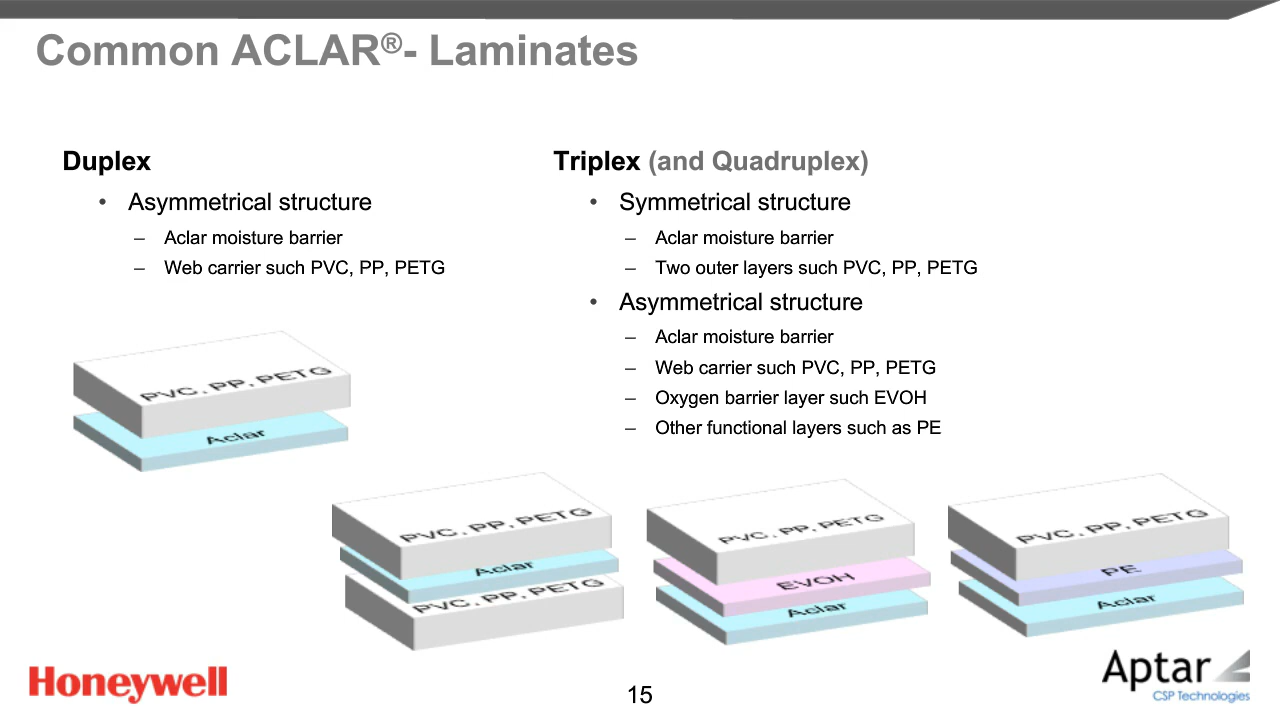 Common ACLAR®- Laminates
Duplex
• Asymmetrical structure
– Aclar moisture barrier
– Web carrier such PVC, PP, PETG
Triplex (and Quadruplex)
• Symmetrical structure
– Aclar moisture barrier
– Two outer layers such PVC, PP, PETG
• Asymmetrical structure
– Aclar moisture barrier
– Web carrier such PVC, PP, PETG
– Oxygen barrier layer such EVOH
– Other functional layers such as PE
PVC, PP, PETG
Aclar
PVC, PP, PETG
Aclar
PVC, PP, PETG
PVC, PP, PETG
EVOH
Aclar
PVC, PP, PETG
PE
Aclar
Honeywell
15
Aptar
CSP Technologies